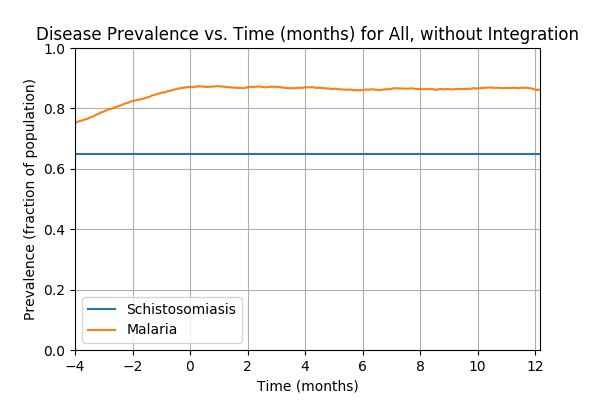 Disease Prevalence vs. Time (months) for All, without Integration
Prevalence (fraction of population)
1.0
0.8
0.6
0.4
0.2
0.0
Schistosomiasis
Malaria
−4 −2 0 2 4 6 8 10 12
Time (months)